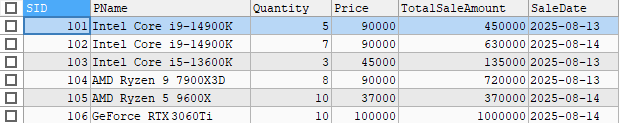 SID PName Quantity Price TotalSaleAmount SaleDate
101 Intel Core i9-14900K 5 90000 450000 2025-08-13
102 Intel Core i9-14900K 7 90000 630000 2025-08-14
103 Intel Core i5-13600K 3 45000 135000 2025-08-13
104 AMD Ryzen 9 7900X3D 8 90000 720000 2025-08-13
105 AMD Ryzen 5 9600X 10 37000 370000 2025-08-14
106 GeForce RTX3060Ti 10 100000 1000000 2025-08-14